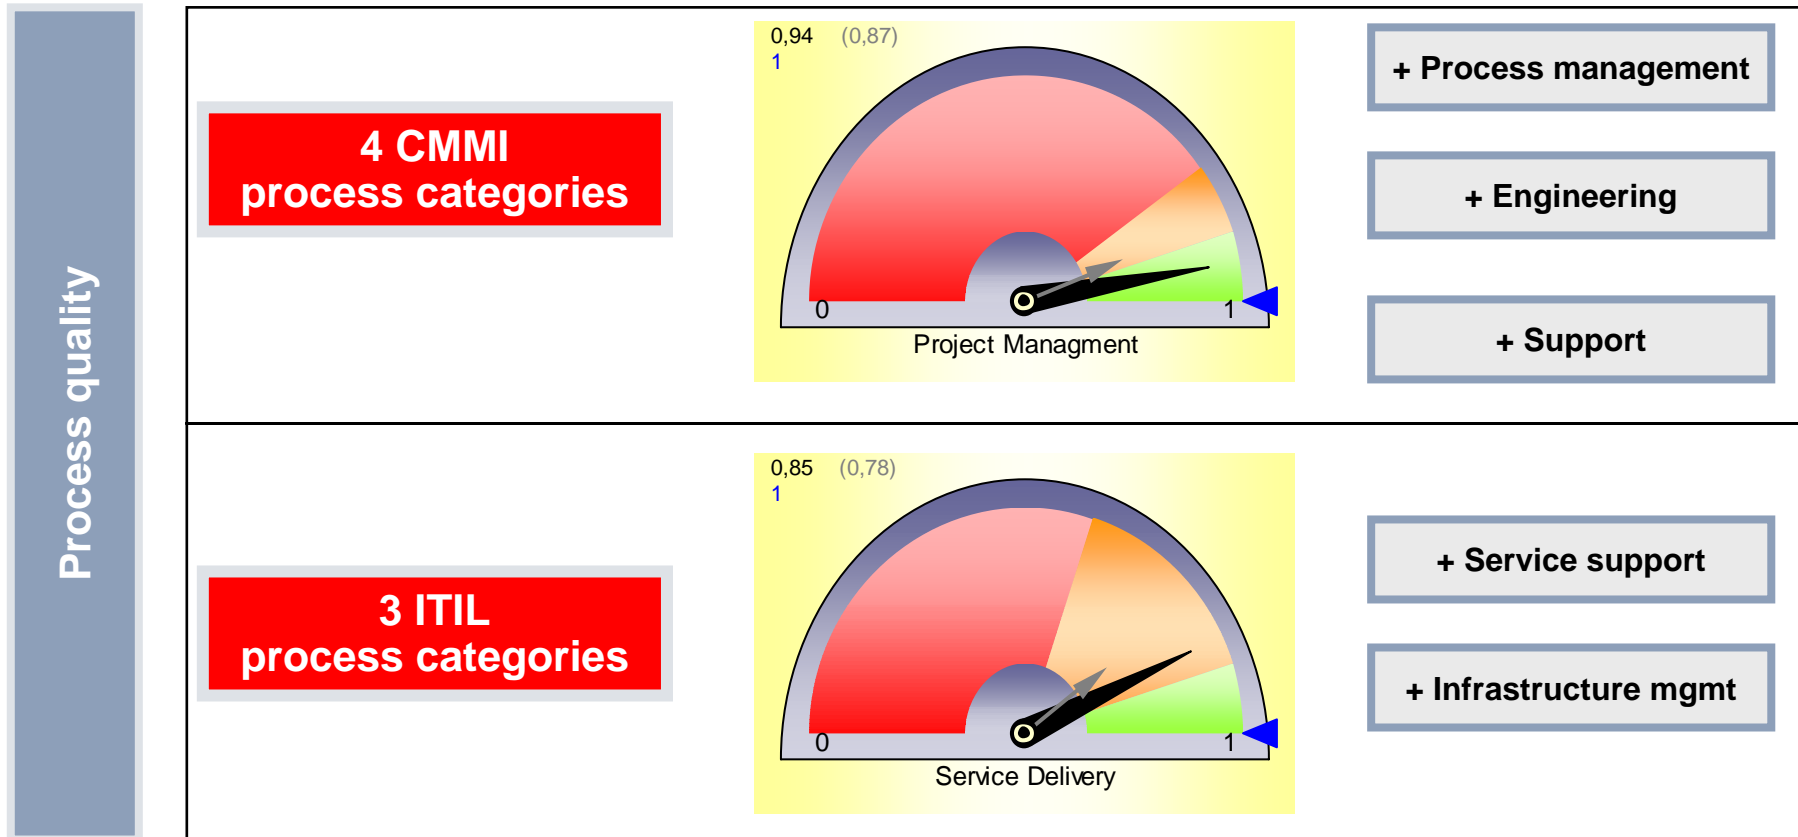 Process quality
4 CMMI
process categories
0,94 (0,87)
1
0
1
Project Managment
+ Process management
+ Engineering
+ Support
3 ITIL
process categories
0,85 (0,78)
1
0
1
Service Delivery
+ Service support
+ Infrastructure mgmt